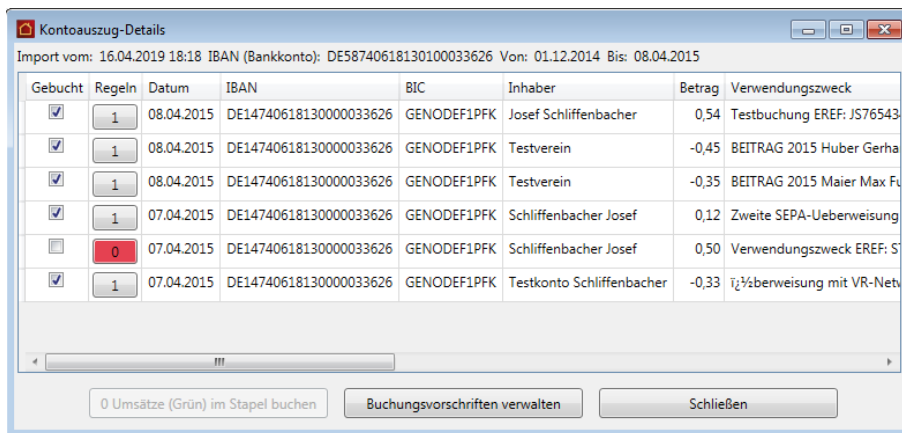 Kontoauszug-Details
Import vom: 16.04.2019 18:18 IBAN (Bankkonto): DE58740618130100033626 Von: 01.12.2014 Bis: 08.04.2015
Gebucht Regeln Datum IBAN BIC Inhaber Betrag Verwendungszweck
1 08.04.2015 DE14740618130000033626 GENODEF1PFK Josef Schliffenbacher 0,54 Testbuchung EREF: JS76543
1 08.04.2015 DE14740618130000033626 GENODEF1PFK Testverein -0,45 BEITRAG 2015 Huber Gerha
1 08.04.2015 DE14740618130000033626 GENODEF1PFK Testverein -0,35 BEITRAG 2015 Maier Max Fu
1 07.04.2015 DE14740618130000033626 GENODEF1PFK Schliffenbacher Josef 0,12 Zweite SEPA-Ueberweisung
0 07.04.2015 DE14740618130000033626 GENODEF1PFK Schliffenbacher Josef 0,50 Verwendungszweck EREF: S
1 07.04.2015 DE14740618130000033626 GENODEF1PFK Testkonto Schliffenbacher -0,33 ï¿½berweisung mit VR-Netw
0 Umsätze (Grün) im Stapel buchen Buchungsvorschriften verwalten Schließen